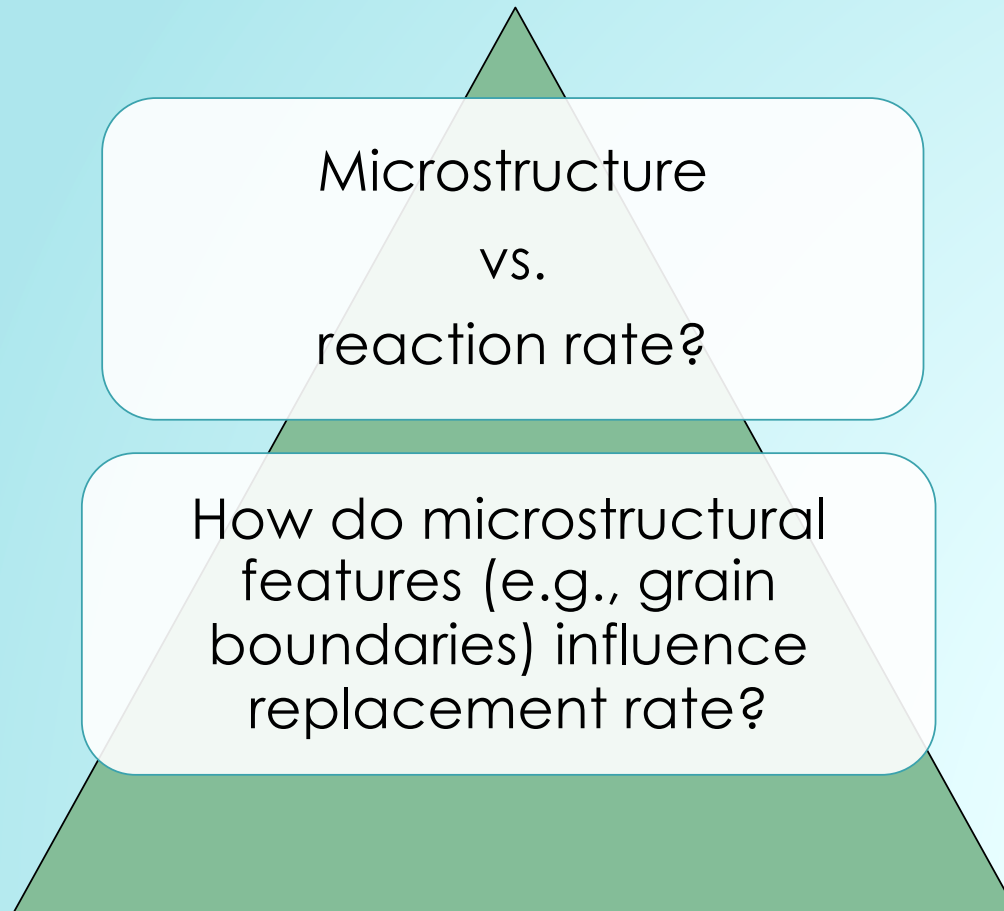 Microstructure
vs.
reaction rate?
How do microstructural
features (e.g., grain
boundaries) influence
replacement rate?